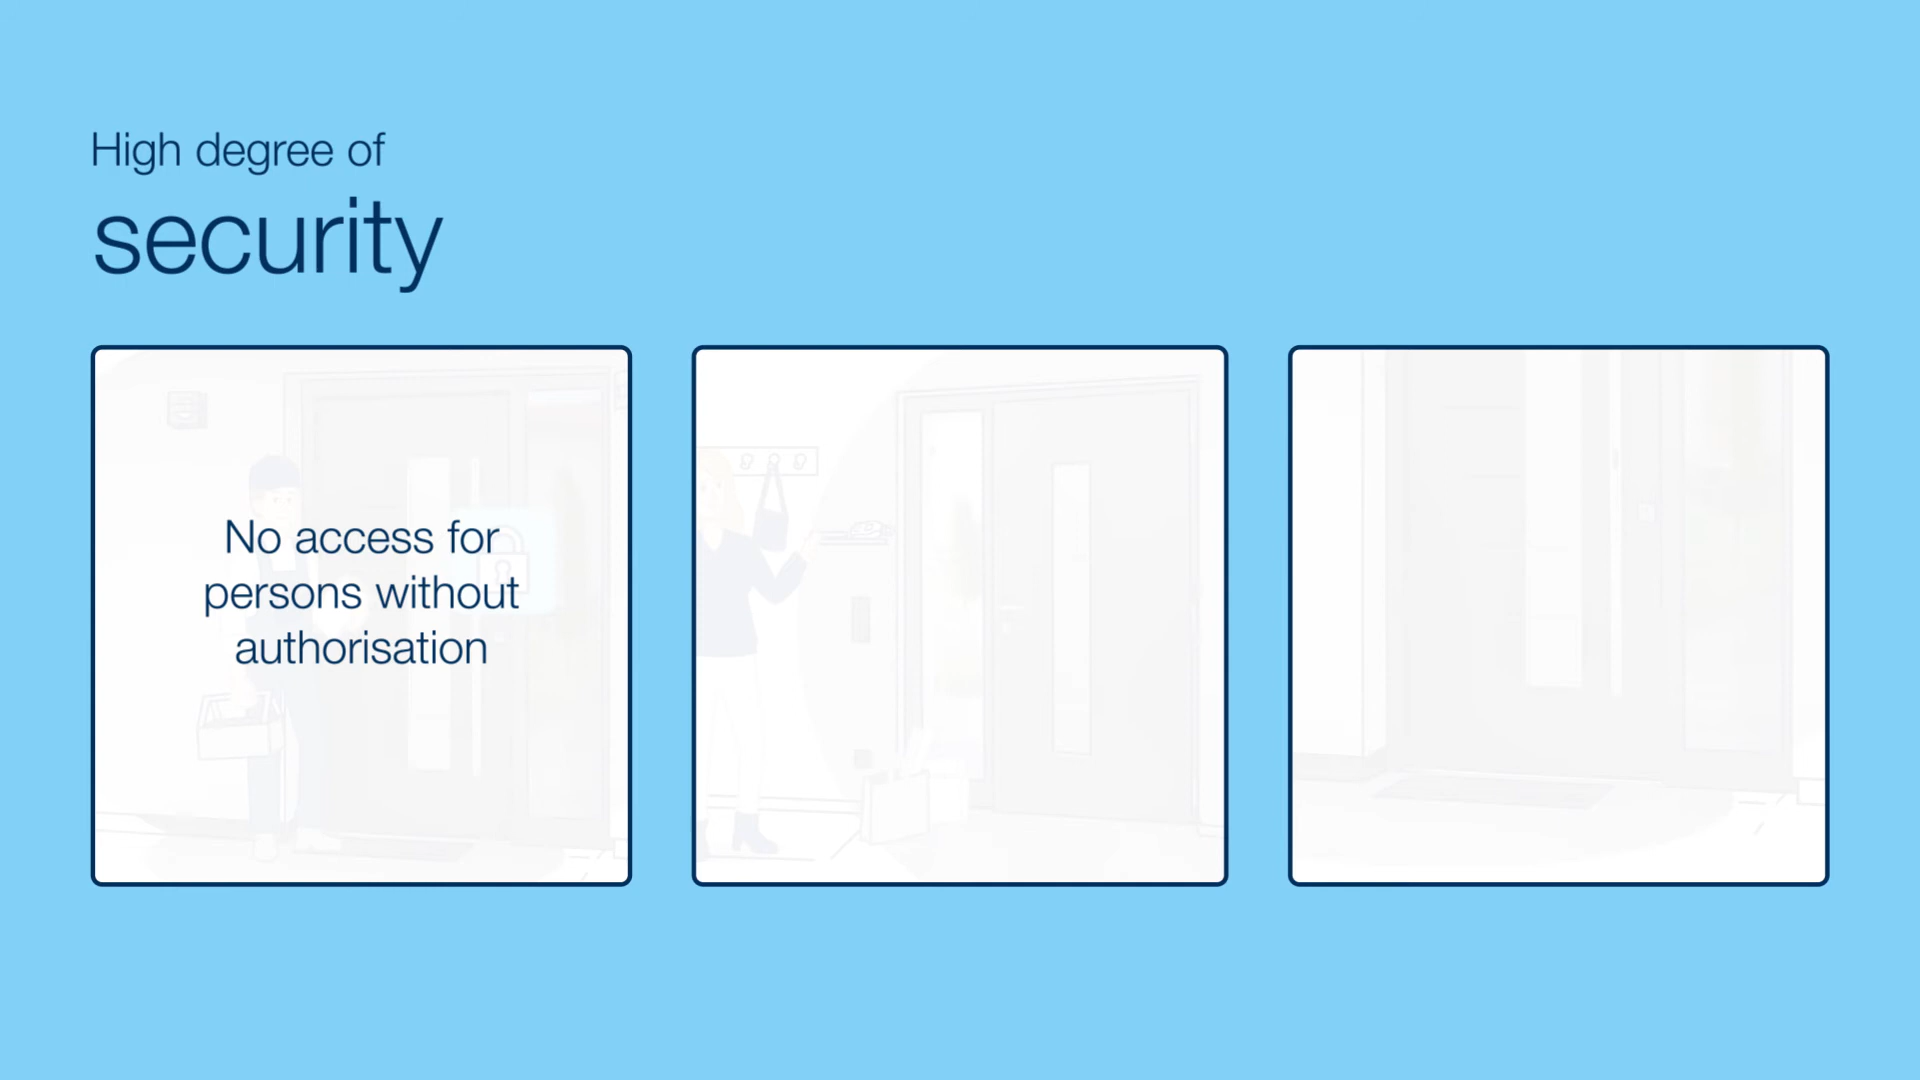 High degree of
security
No access for
persons without
authorisation